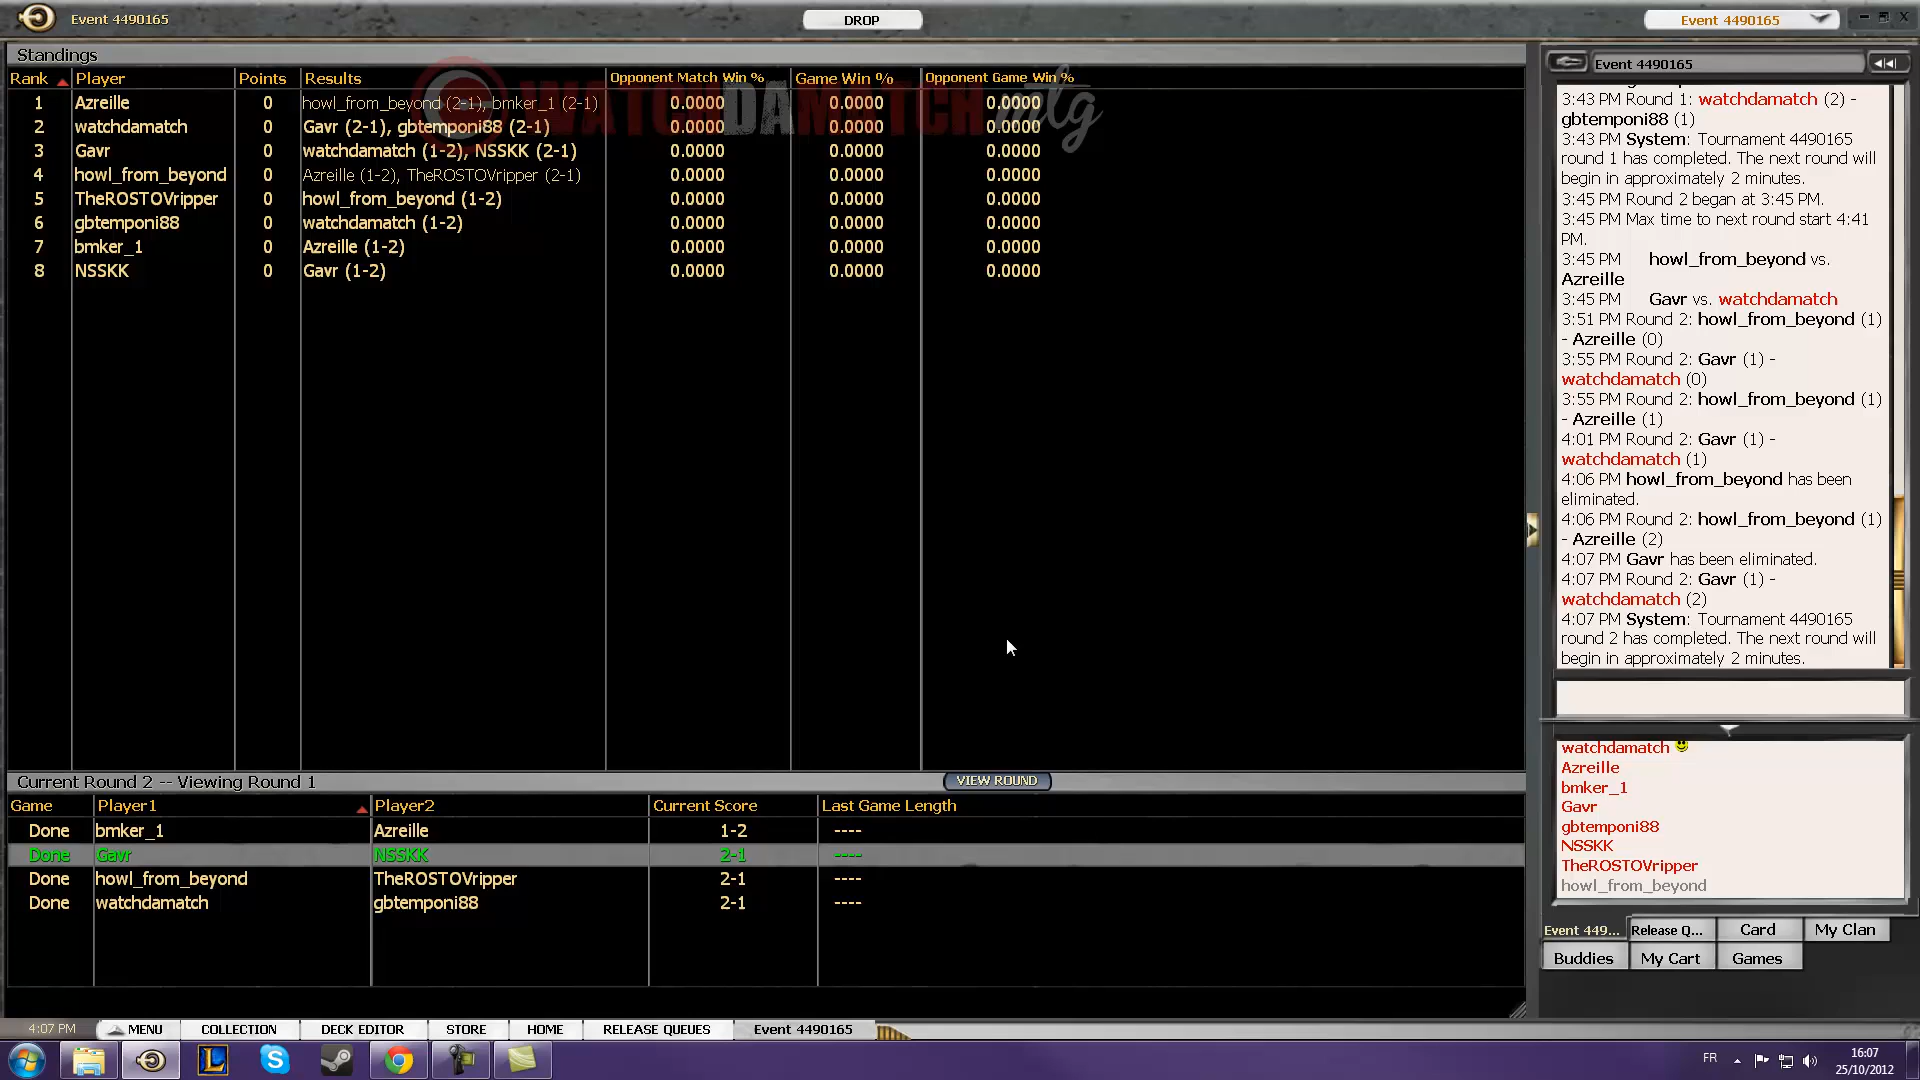 Event 4490165
DROP
Event 4490165
Standings
Rank Player Points Results Opponent Match Win % Game Win % Opponent Game Win %
1 Azreille 0 howl_from_beyond (2-1), bmker_1 (2-1) 0.0000 0.0000 0.0000
2 watchdamatch 0 Gavr (2-1), gbtemponi88 (2-1) 0.0000 0.0000 0.0000
3 Gavr 0 watchdamatch (1-2), NSSKK (2-1) 0.0000 0.0000 0.0000
4 howl_from_beyond 0 Azreille (1-2), TheROSTOVripper (2-1) 0.0000 0.0000 0.0000
5 TheROSTOVripper 0 howl_from_beyond (1-2) 0.0000 0.0000 0.0000
6 gbtemponi88 0 watchdamatch (1-2) 0.0000 0.0000 0.0000
7 bmker_1 0 Azreille (1-2) 0.0000 0.0000 0.0000
8 NSSKK 0 Gavr (1-2) 0.0000 0.0000 0.0000
WATCHDAMATCH mtg
Current Round 2 -- Viewing Round 1
VIEW ROUND
Game Player1 Player2 Current Score Last Game Length
Done bmker_1 Azreille 1-2 ----
Done Gavr NSSKK 2-1 ----
Done howl_from_beyond TheROSTOVripper 2-1 ----
Done watchdamatch gbtemponi88 2-1 ----
Event 4490165
3:43 PM Round 1: watchdamatch (2) -
gbtemponi88 (1)
3:43 PM System: Tournament 4490165
round 1 has completed. The next round will
begin in approximately 2 minutes.
3:45 PM Round 2 began at 3:45 PM.
3:45 PM Max time to next round start 4:41
PM.
3:45 PM howl_from_beyond vs.
Azreille
3:45 PM Gavr vs. watchdamatch
3:51 PM Round 2: howl_from_beyond (1)
- Azreille (0)
3:55 PM Round 2: Gavr (1) -
watchdamatch (0)
3:55 PM Round 2: howl_from_beyond (1)
- Azreille (1)
4:01 PM Round 2: Gavr (1) -
watchdamatch (1)
4:06 PM howl_from_beyond has been
eliminated.
4:06 PM Round 2: howl_from_beyond (1)
- Azreille (2)
4:07 PM Gavr has been eliminated.
4:07 PM Round 2: Gavr (1) -
watchdamatch (2)
4:07 PM System: Tournament 4490165
round 2 has completed. The next round will
begin in approximately 2 minutes.
watchdamatch
Azreille
bmker_1
Gavr
gbtemponi88
NSSKK
TheROSTOVripper
howl_from_beyond
Event 449... Release Q... Card My Clan
Buddies My Cart Games
4:07 PM MENU COLLECTION DECK EDITOR STORE HOME RELEASE QUEUES Event 4490165
L S FR 16:07
25/10/2012